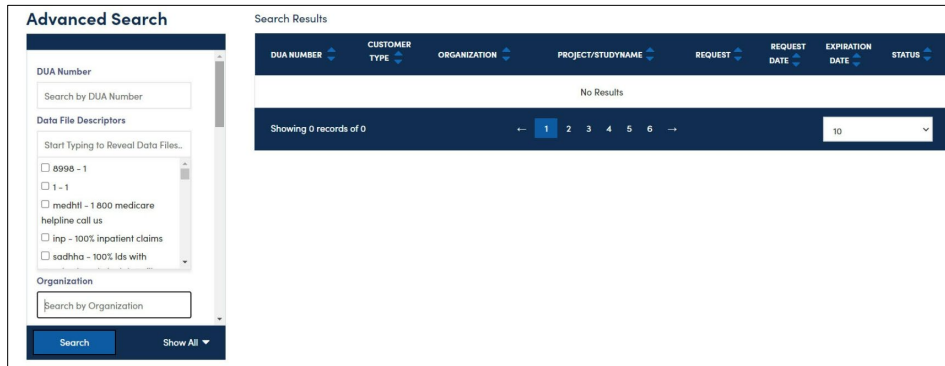 Advanced Search
DUA Number
Search by DUA Number
Data File Descriptors
Start Typing to Reveal Data Files..
8998 - 1
1 - 1
medhtl - 1 800 medicare
helpline call us
inp - 100% inpatient claims
sadhha - 100% lds with
Organization
Search by Organization
Search
Show All
Search Results
DUA NUMBER
CUSTOMER
TYPE
ORGANIZATION
PROJECT/STUDYNAME
REQUEST
REQUEST
DATE
EXPIRATION
DATE
STATUS
No Results
Showing 0 records of 0
← 1 2 3 4 5 6 →
10